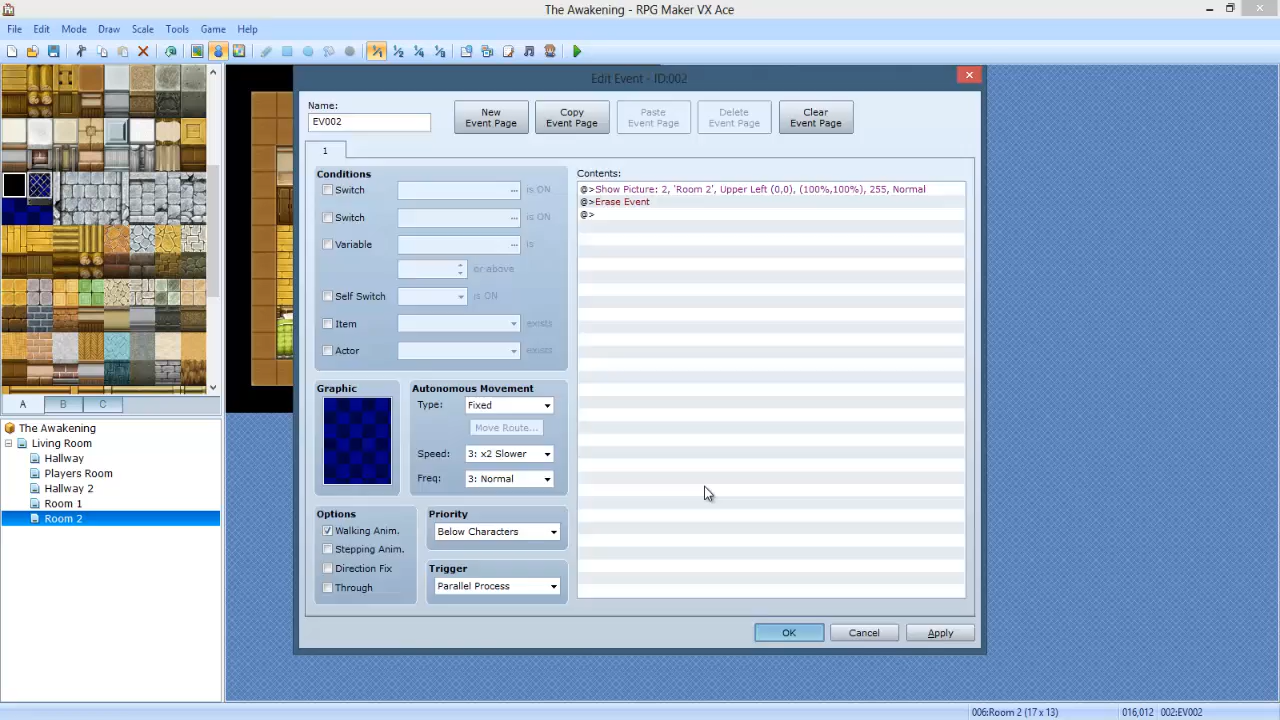 The Awakening - RPG Maker VX Ace
File Edit Mode Draw Scale Tools Game Help
Edit Event - ID:002
Name:
EV002
New Event Page
Copy Event Page
Paste Event Page
Delete Event Page
Clear Event Page
1
Conditions
Switch ... is ON
Switch ... is ON
Variable ... is
or above
Self Switch is ON
Item exists
Actor exists
Graphic
Autonomous Movement
Type: Fixed
Move Route...
Speed: 3: x2 Slower
Freq: 3: Normal
Options
Walking Anim.
Stepping Anim.
Direction Fix
Through
Priority
Below Characters
Trigger
Parallel Process
Contents:
@>Show Picture: 2, 'Room 2', Upper Left (0,0), (100%,100%), 255, Normal
@>Erase Event
@>
OK Cancel Apply
A B C
The Awakening
Living Room
Hallway
Players Room
Hallway 2
Room 1
Room 2
006:Room 2 (17 x 13) 016,012 002:EV002